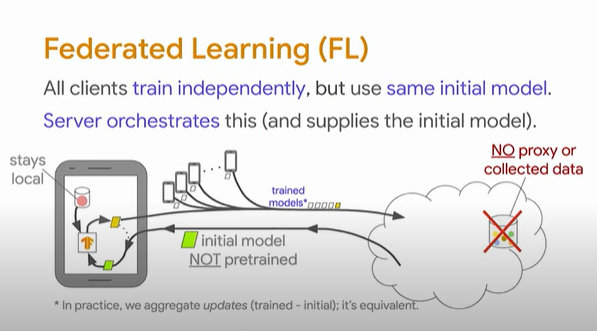 Federated Learning (FL)
All clients train independently, but use same initial model.
Server orchestrates this (and supplies the initial model).
stays
local
NO proxy or
collected data
trained
models*
initial model
NOT pretrained
* In practice, we aggregate updates (trained - initial); it's equivalent.